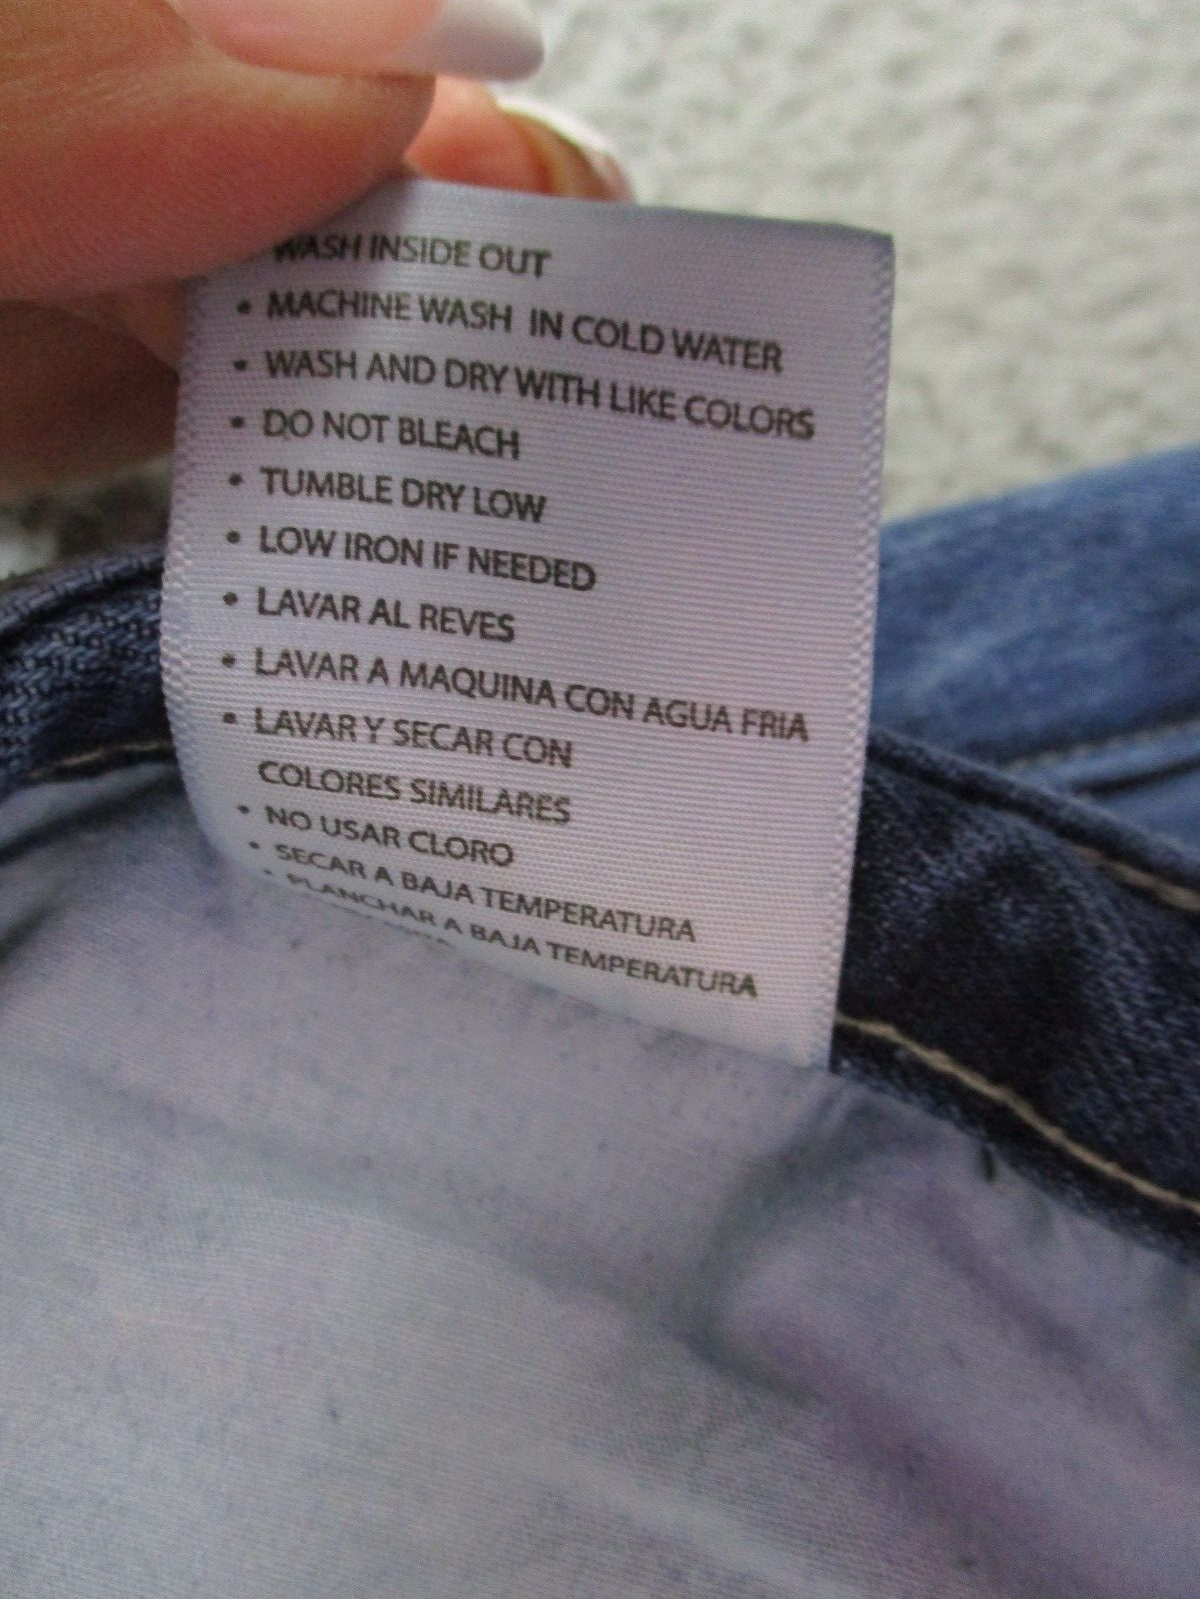 WASH INSIDE OUT
• MACHINE WASH IN COLD WATER
• WASH AND DRY WITH LIKE COLORS
• DO NOT BLEACH
• TUMBLE DRY LOW
• LOW IRON IF NEEDED
• LAVAR AL REVES
• LAVAR A MAQUINA CON AGUA FRIA
• LAVAR Y SECAR CON
COLORES SIMILARES
• NO USAR CLORO
• SECAR A BAJA TEMPERATURA
• PLANCHAR A BAJA TEMPERATURA